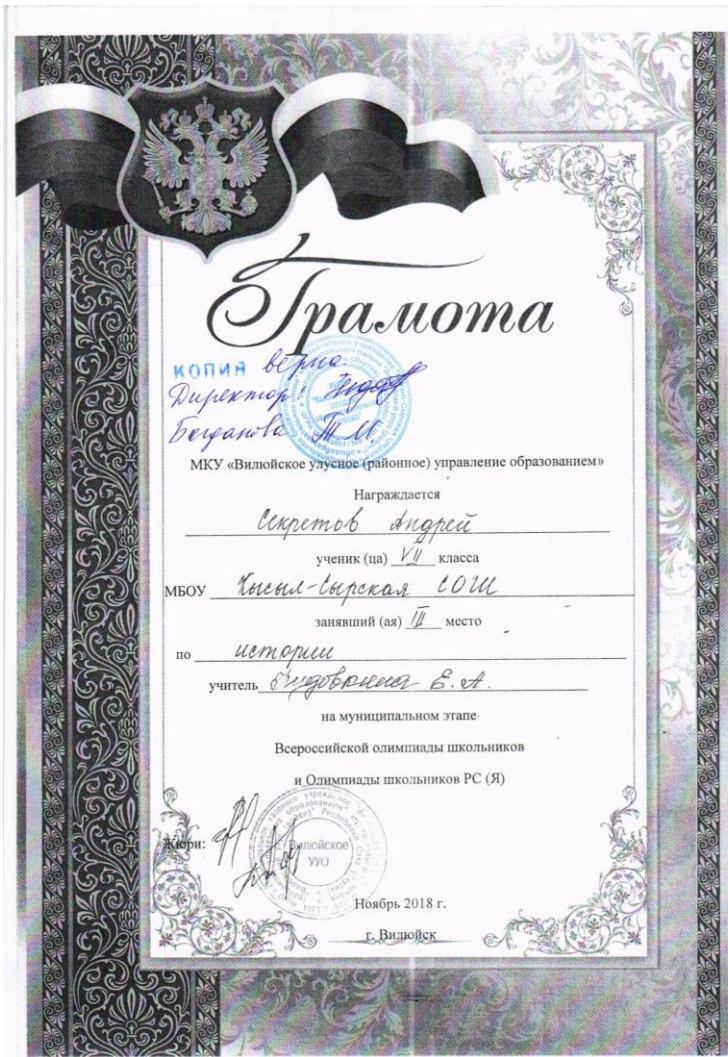 Грамота
КОПИЯ верна.
Директор:
Богданова Т.М.
МКУ «Вилюйское улусное (районное) управление образованием»
Награждается
Секретов Андрей
ученик (ца) VII класса
МБОУ Кысыл-Сырская СОШ
занявший (ая) III место
по истории
учитель Е.А.
на муниципальном этапе
Всероссийской олимпиады школьников
и Олимпиады школьников РС (Я)
Жюри:
Вилюйское
УУО
Ноябрь 2018 г.
г. Вилюйск